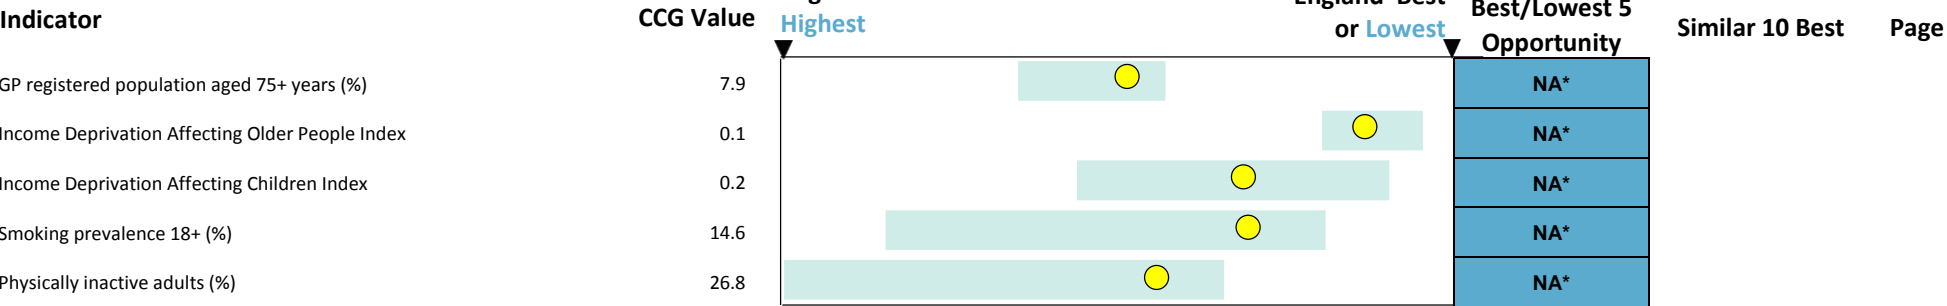 Indicator
CCG Value
Highest
England Best
or Lowest
Best/Lowest 5
Opportunity
Similar 10 Best
Page
GP registered population aged 75+ years (%) 7.9 NA*
Income Deprivation Affecting Older People Index 0.1 NA*
Income Deprivation Affecting Children Index 0.2 NA*
Smoking prevalence 18+ (%) 14.6 NA*
Physically inactive adults (%) 26.8 NA*